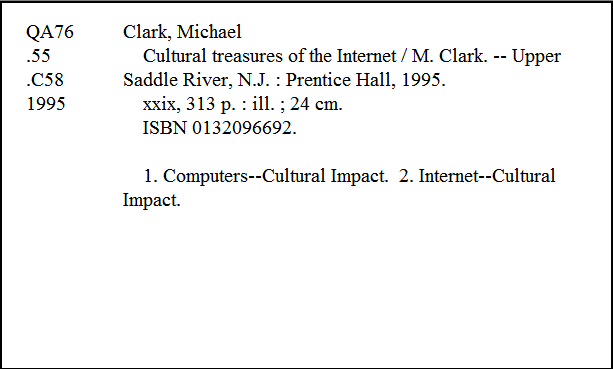 QA76 Clark, Michael
.55 Cultural treasures of the Internet / M. Clark. -- Upper
.C58 Saddle River, N.J. : Prentice Hall, 1995.
1995 xxix, 313 p. : ill. ; 24 cm.
ISBN 0132096692.
1. Computers--Cultural Impact. 2. Internet--Cultural
Impact.